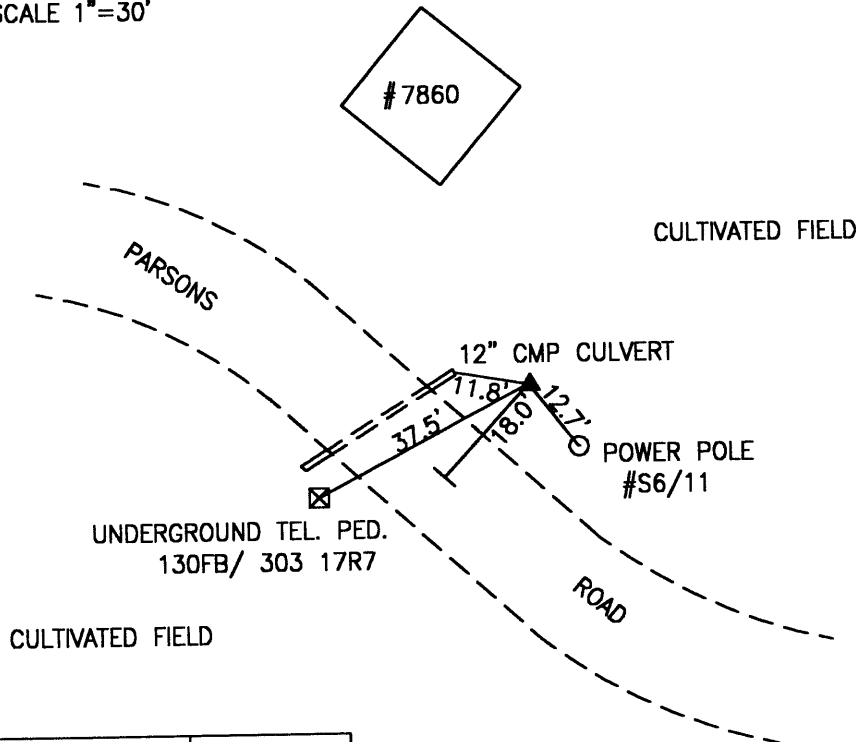 SCALE 1"=30'
#7860
CULTIVATED FIELD
PARSONS
12" CMP CULVERT
11.8'
12.7'
18.0'
37.5'
POWER POLE
#S6/11
UNDERGROUND TEL. PED.
130FB/ 303 17R7
ROAD
CULTIVATED FIELD